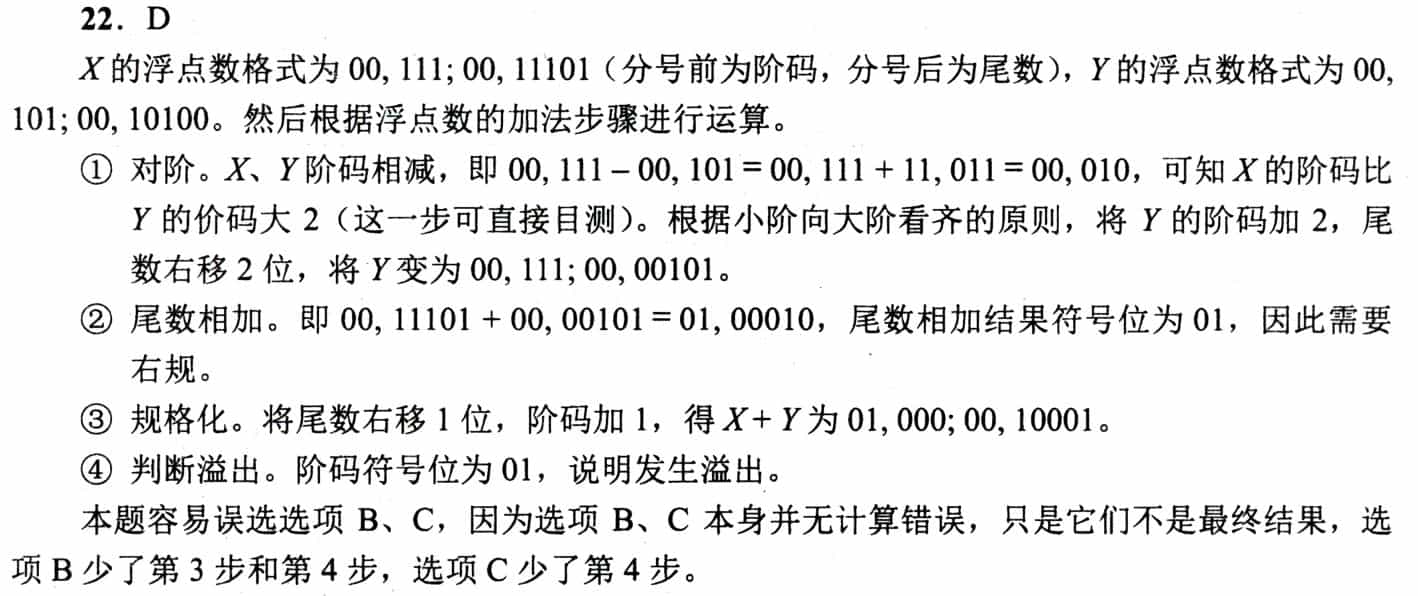 22. D
X 的浮点数格式为 00, 111; 00, 11101（分号前为阶码，分号后为尾数），Y 的浮点数格式为 00,
101; 00, 10100。然后根据浮点数的加法步骤进行运算。
① 对阶。X、Y 阶码相减，即 00, 111 – 00, 101 = 00, 111 + 11, 011 = 00, 010，可知 X 的阶码比
Y 的价码大 2（这一步可直接目测）。根据小阶向大阶看齐的原则，将 Y 的阶码加 2，尾
数右移 2 位，将 Y 变为 00, 111; 00, 00101。
② 尾数相加。即 00, 11101 + 00, 00101 = 01, 00010，尾数相加结果符号位为 01，因此需要
右规。
③ 规格化。将尾数右移 1 位，阶码加 1，得 X + Y 为 01, 000; 00, 10001。
④ 判断溢出。阶码符号位为 01，说明发生溢出。
本题容易误选选项 B、C，因为选项 B、C 本身并无计算错误，只是它们不是最终结果，选
项 B 少了第 3 步和第 4 步，选项 C 少了第 4 步。